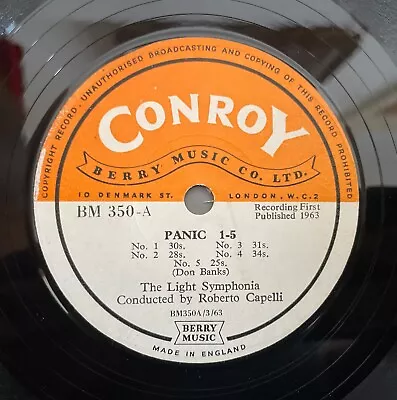 COPYRIGHT RECORD. UNAUTHORISED BROADCASTING AND COPYING OF THIS RECORD PROHIBITED
CONROY
BERRY MUSIC CO. LTD.
10 DENMARK ST. LONDON, W.C.2
BM 350-A
Recording First
Published 1963
PANIC 1-5
No. 1 30s. No. 3 31s.
No. 2 28s. No. 4 34s.
No. 5 25s.
(Don Banks)
The Light Symphonia
Conducted by Roberto Capelli
BM350A/3/63
BERRY
MUSIC
MADE IN ENGLAND